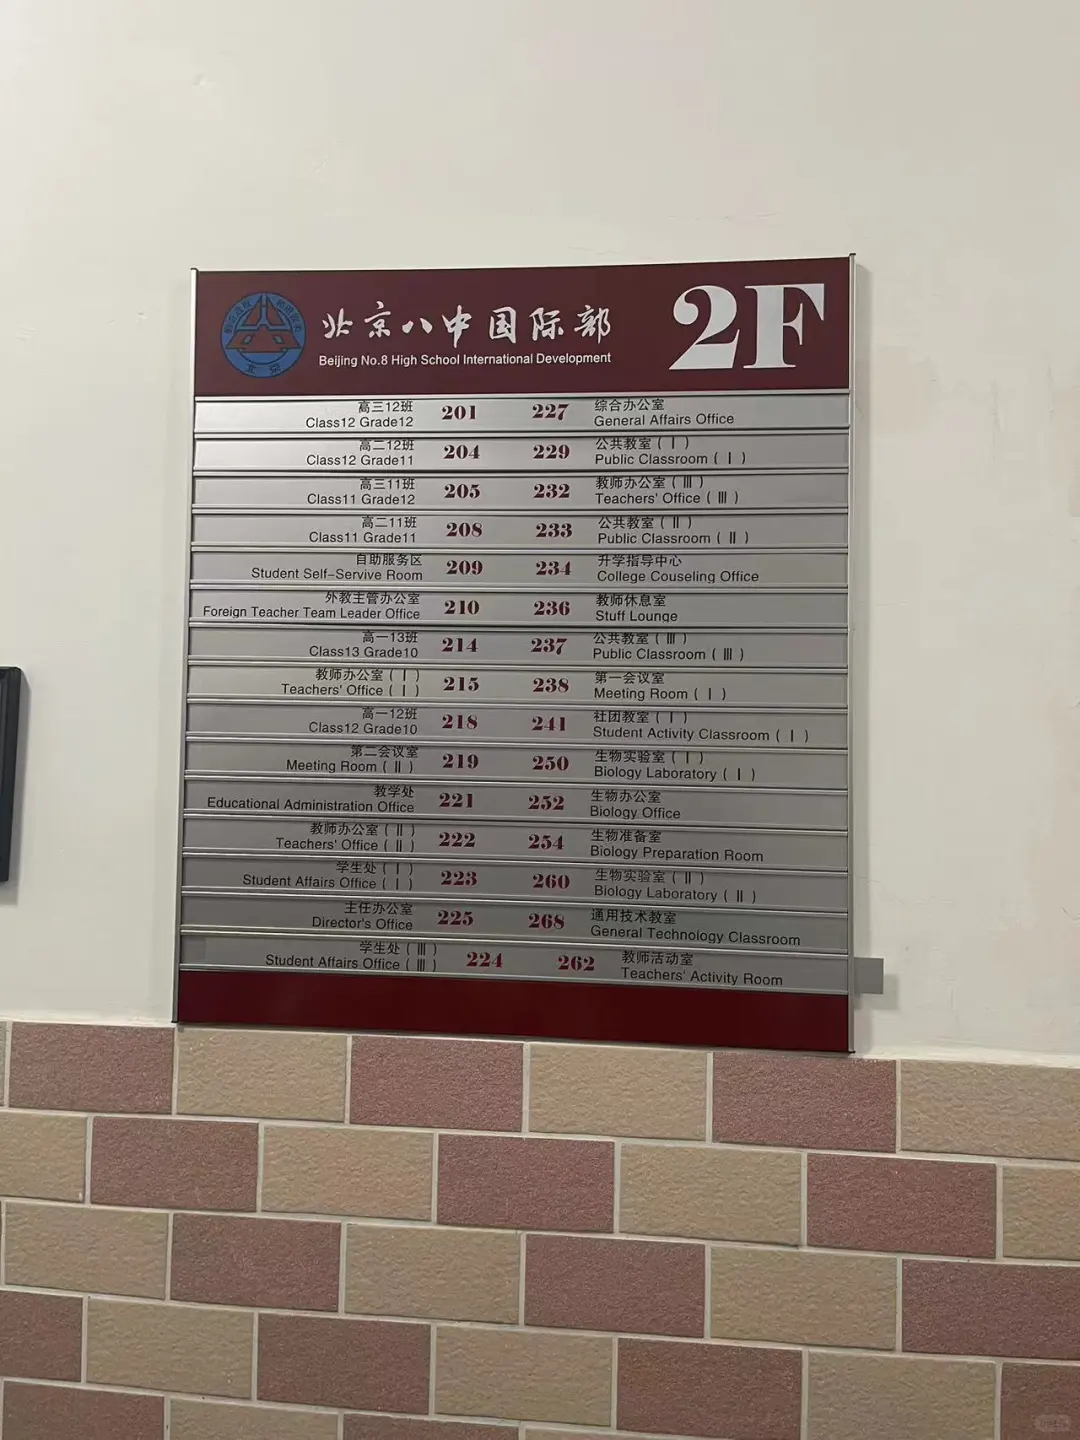 北京八中国际部
Beijing No.8 High School International Development
2F
北京
高三12班
Class12 Grade12
201
227
综合办公室
General Affairs Office
高二12班
Class12 Grade11
204
229
公共教室(Ⅰ)
Public Classroom(Ⅰ)
高三11班
Class11 Grade12
205
232
教师办公室(Ⅲ)
Teachers' Office(Ⅲ)
高二11班
Class11 Grade11
208
233
公共教室(Ⅱ)
Public Classroom(Ⅱ)
自助服务区
Student Self-Servive Room
209
234
升学指导中心
College Couseling Office
外教主管办公室
Foreign Teacher Team Leader Office
210
236
教师休息室
Stuff Lounge
高一13班
Class13 Grade10
214
237
公共教室(Ⅲ)
Public Classroom(Ⅲ)
教师办公室(Ⅰ)
Teachers' Office(Ⅰ)
215
238
第一会议室
Meeting Room(Ⅰ)
高一12班
Class12 Grade10
218
241
社团教室(Ⅰ)
Student Activity Classroom(Ⅰ)
第二会议室
Meeting Room(Ⅱ)
219
250
生物实验室(Ⅰ)
Biology Laboratory(Ⅰ)
教学处
Educational Administration Office
221
252
生物办公室
Biology Office
教师办公室(Ⅱ)
Teachers' Office(Ⅱ)
222
254
生物准备室
Biology Preparation Room
学生处(Ⅰ)
Student Affairs Office(Ⅰ)
223
260
生物实验室(Ⅱ)
Biology Laboratory(Ⅱ)
主任办公室
Director's Office
225
268
通用技术教室
General Technology Classroom
学生处(Ⅲ)
Student Affairs Office(Ⅲ)
224
262
教师活动室
Teachers' Activity Room